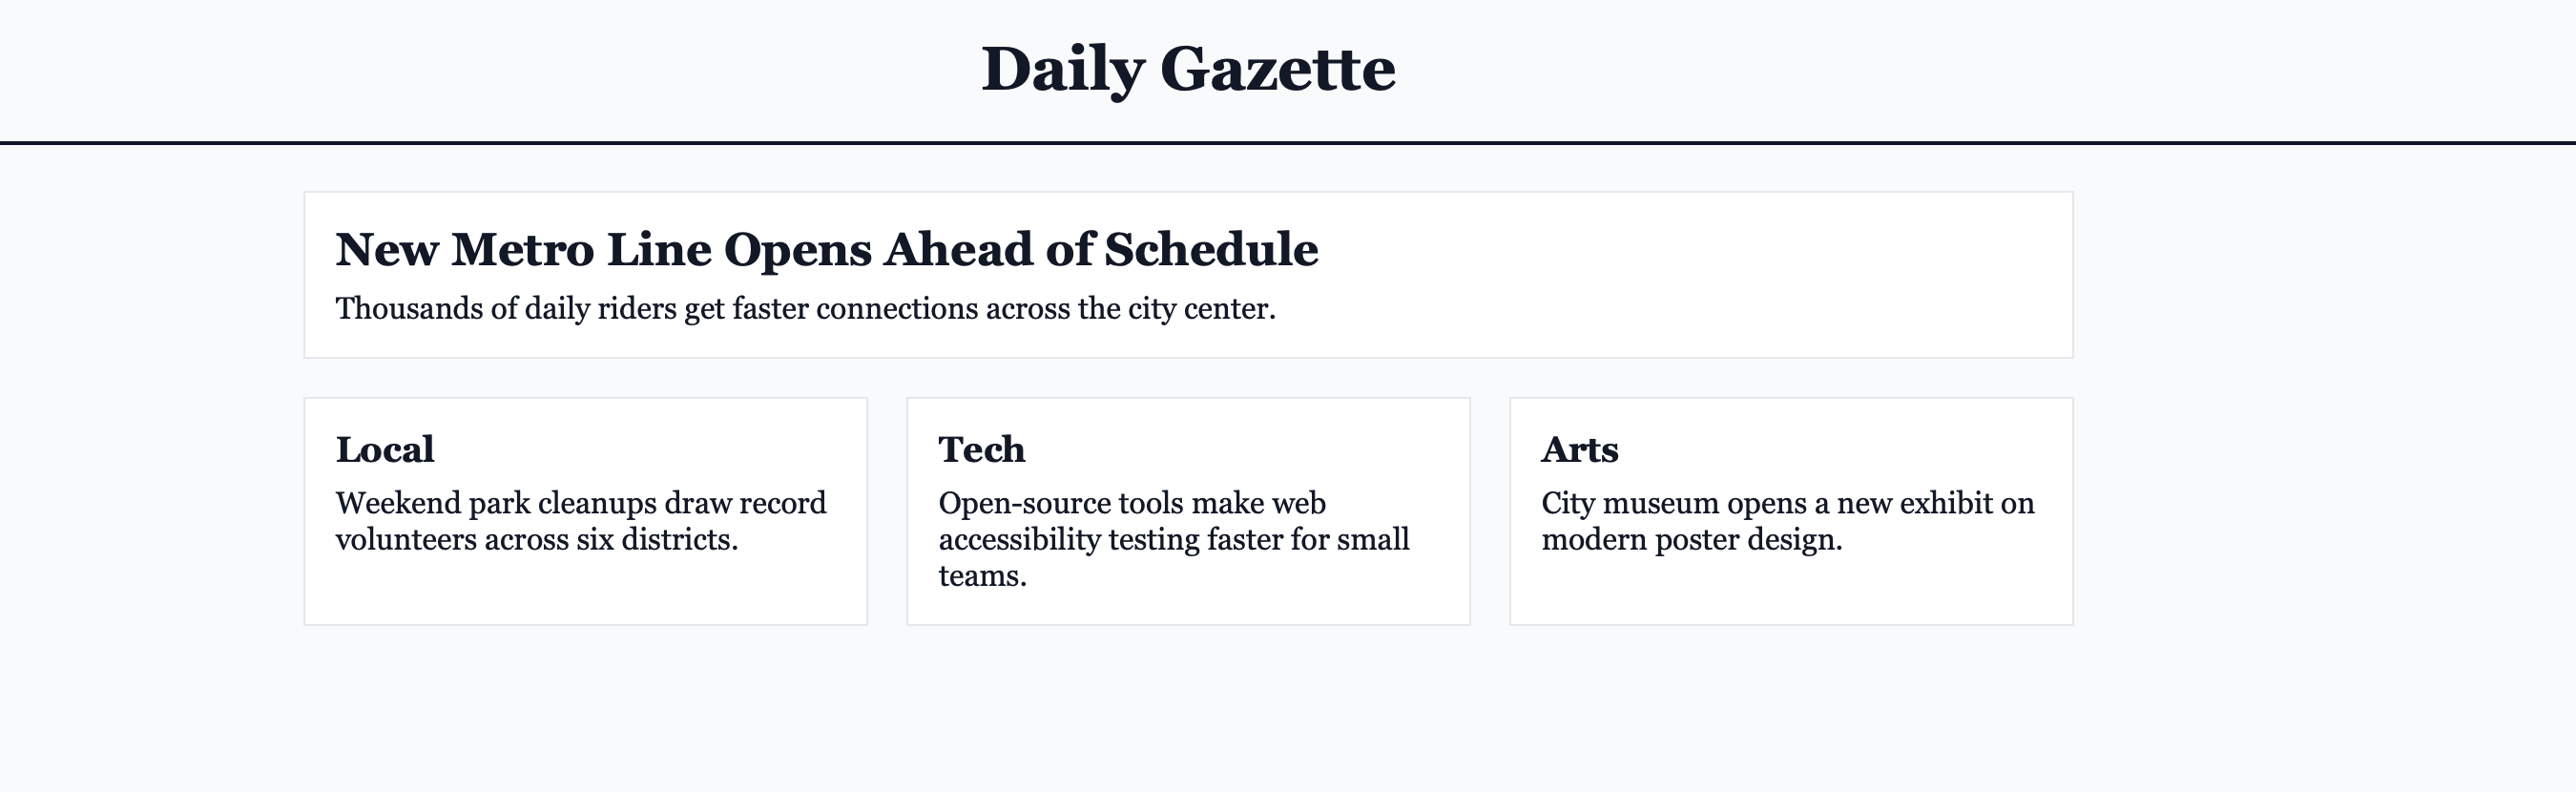 Daily Gazette
New Metro Line Opens Ahead of Schedule
Thousands of daily riders get faster connections across the city center.
Local
Weekend park cleanups draw record
volunteers across six districts.
Tech
Open-source tools make web
accessibility testing faster for small
teams.
Arts
City museum opens a new exhibit on
modern poster design.